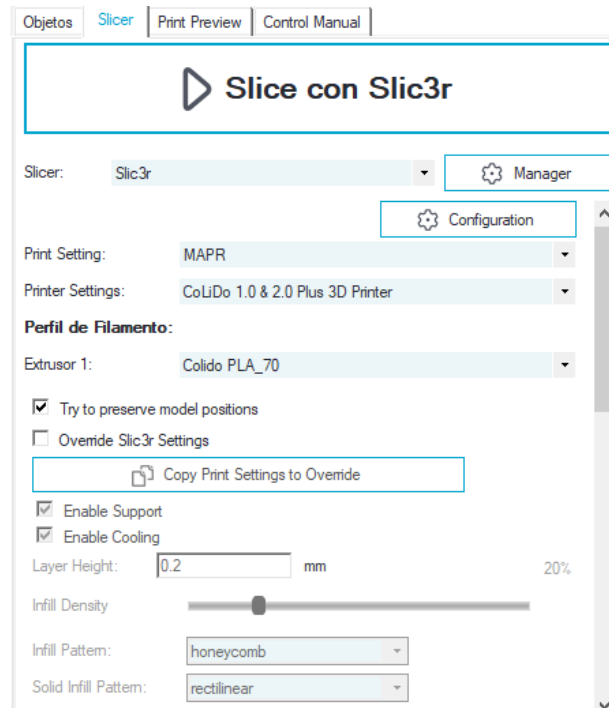 Objetos Slicer Print Preview Control Manual
Slice con Slic3r
Slicer: Slic3r Manager
Configuration
Print Setting: MAPR
Printer Settings: CoLiDo 1.0 & 2.0 Plus 3D Printer
Perfil de Filamento:
Extrusor 1: Colido PLA_70
Try to preserve model positions
Override Slic3r Settings
Copy Print Settings to Override
Enable Support
Enable Cooling
Layer Height: 0.2 mm 20%
Infill Density
Infill Pattern: honeycomb
Solid Infill Pattern: rectilinear